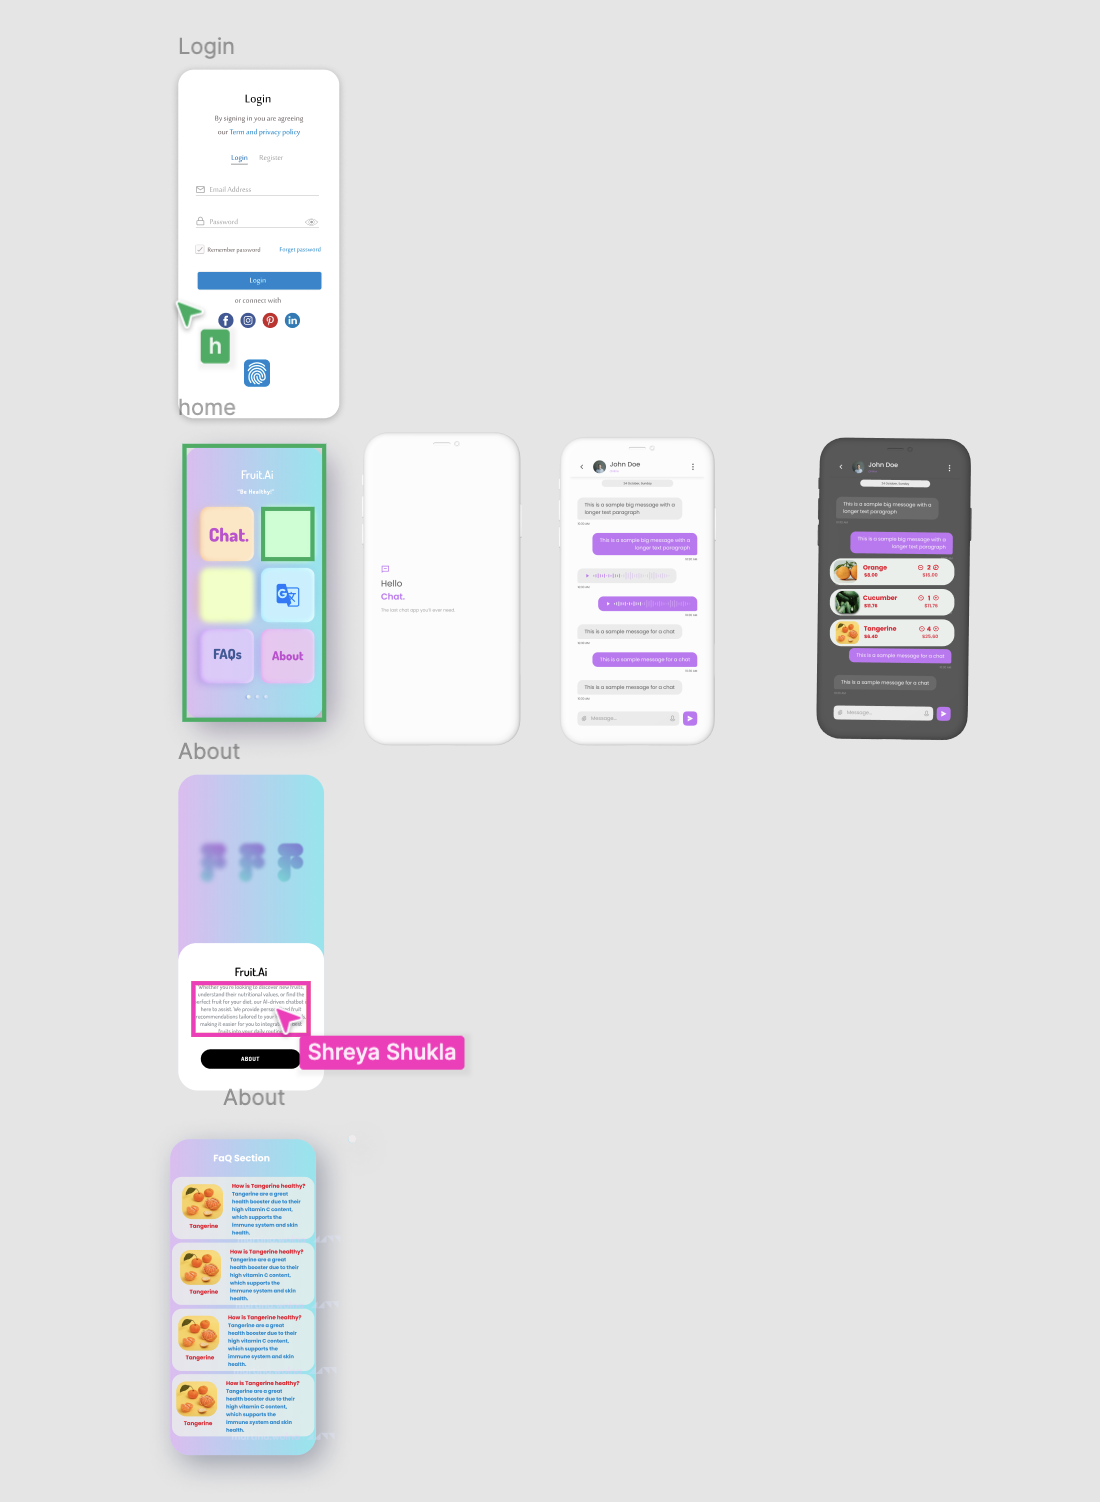 Login
Login
By signing in you are agreeing
our Term and privacy policy
Login Register
Email Address
Password
Remember password Forget password
Login
or connect with
h
home
Fruit.Ai
"Be Healthy!"
Chat.
FAQs
About
Hello
Chat.
The last chat app you'll ever need
John Doe
This is a sample big message with a
longer text paragraph
This is a sample big message with a
longer text paragraph
This is a sample message for a chat
This is a sample message for a chat
This is a sample message for a chat
Message...
John Doe
This is a sample big message with a
longer text paragraph
This is a sample big message with a
longer text paragraph
Orange 2
$8.00
Cucumber 1
$11.76 $11.76
Tangerine 4
$6.40 $25.60
This is a sample message for a chat
This is a sample message for a chat
Message...
About
Fruit.Ai
Whether you're looking to discover new fruits,
understand their nutritional values, or find the
erfect fruit for your diet, our AI-driven chatbot
here to assist. We provide fruit
recommendations tailored to
making it easier for you to
fruits into your daily
ABOUT
Shreya Shukla
About
FaQ Section
How is Tangerine healthy?
Tangerine are a great
health booster due to their
high vitamin C content,
which supports the
immune system and skin
health.
Tangerine
How is Tangerine healthy?
Tangerine are a great
health booster due to their
high vitamin C content,
which supports the
immune system and skin
health.
Tangerine
How is Tangerine healthy?
Tangerine are a great
health booster due to their
high vitamin C content,
which supports the
immune system and skin
health.
Tangerine
How is Tangerine healthy?
Tangerine are a great
health booster due to their
high vitamin C content,
which supports the
immune system and skin
health.
Tangerine